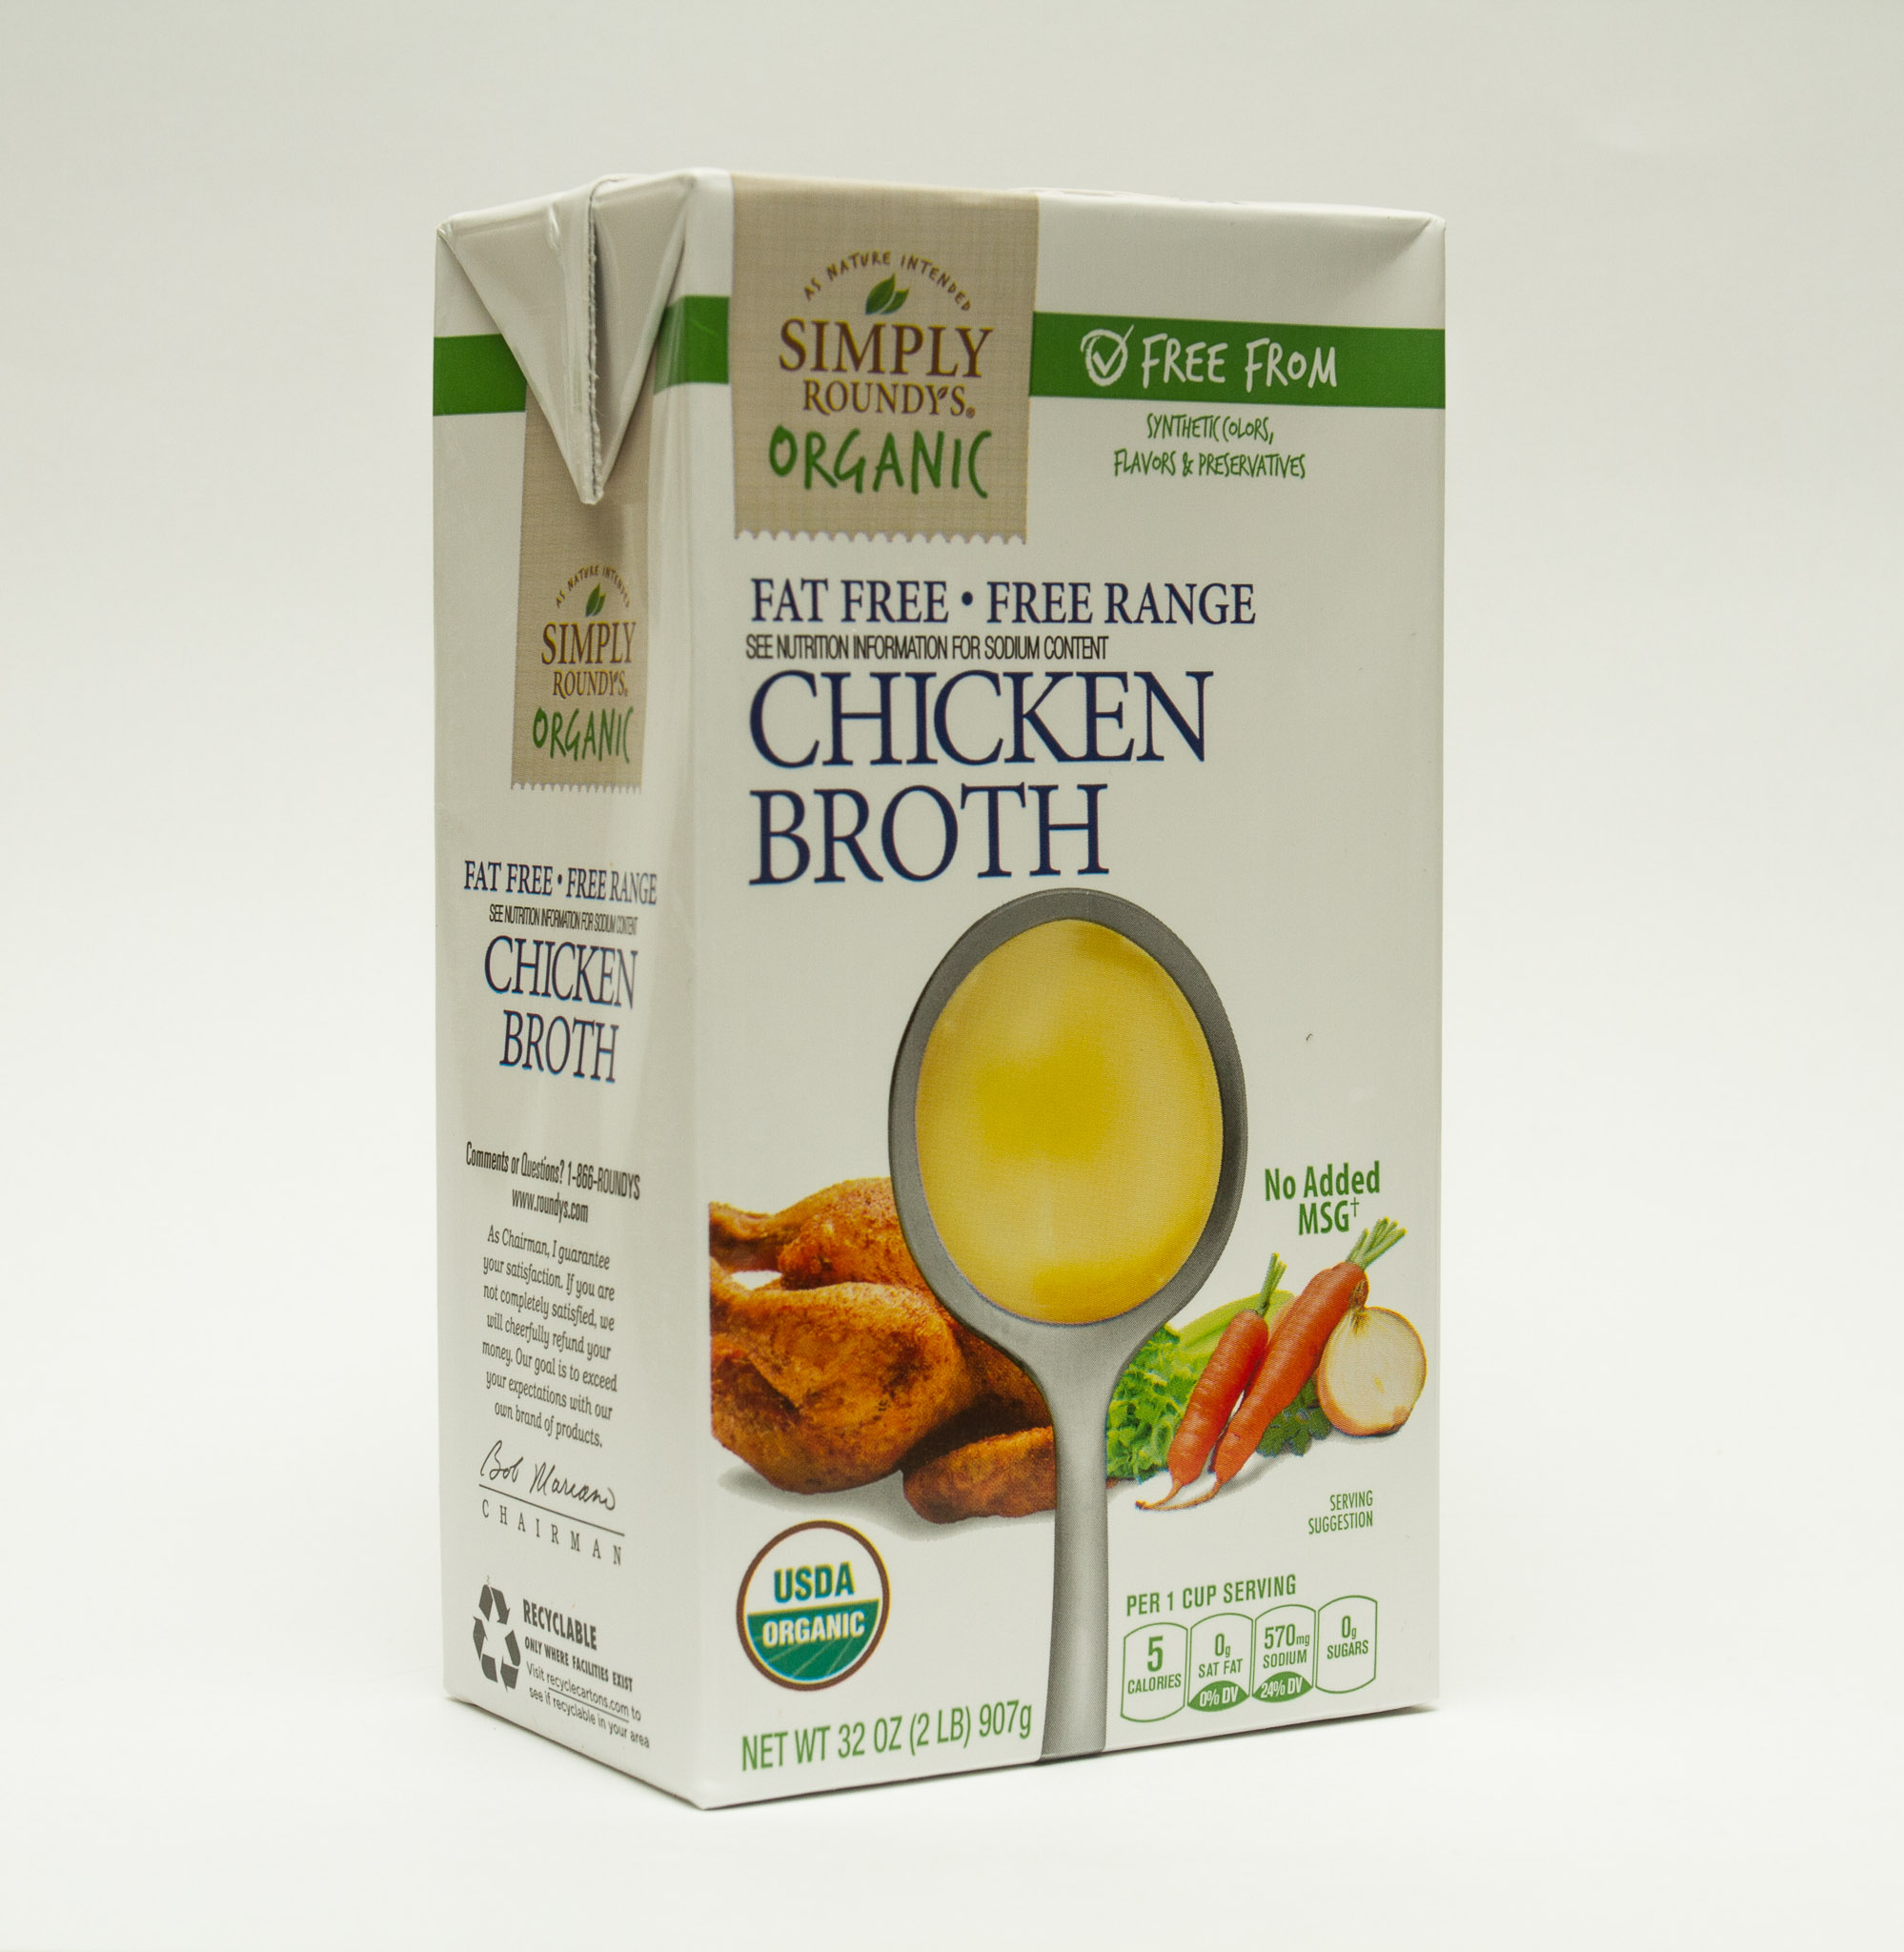 AS NATURE INTENDED
SIMPLY
ROUNDY'S®
ORGANIC
FREE FROM
SYNTHETIC COLORS,
FLAVORS & PRESERVATIVES
FAT FREE • FREE RANGE
SEE NUTRITION INFORMATION FOR SODIUM CONTENT
CHICKEN
BROTH
No Added
MSG†
SERVING
SUGGESTION
USDA
ORGANIC
PER 1 CUP SERVING
5
CALORIES
0g
SAT FAT
0% DV
570mg
SODIUM
24% DV
0g
SUGARS
NET WT 32 OZ (2 LB) 907g
AS NATURE INTENDED
SIMPLY
ROUNDY'S®
ORGANIC
FAT FREE • FREE RANGE
SEE NUTRITION INFORMATION FOR SODIUM CONTENT
CHICKEN
BROTH
Comments or Questions? 1-866-ROUNDYS
www.roundys.com
As Chairman, I guarantee
your satisfaction. If you are
not completely satisfied, we
will cheerfully refund your
money. Our goal is to exceed
your expectations with our
own brand of products.
Bob Mariano
CHAIRMAN
RECYCLABLE
ONLY WHERE FACILITIES EXIST
Visit recyclecartons.com to
see if recyclable in your area